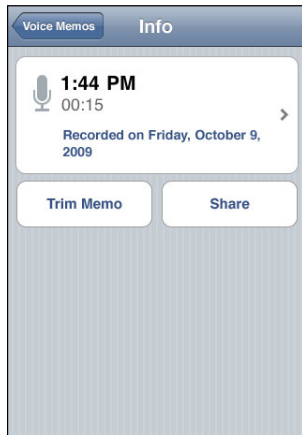 Voice Memos
Info
1:44 PM
00:15
Recorded on Friday, October 9,
2009
Trim Memo
Share